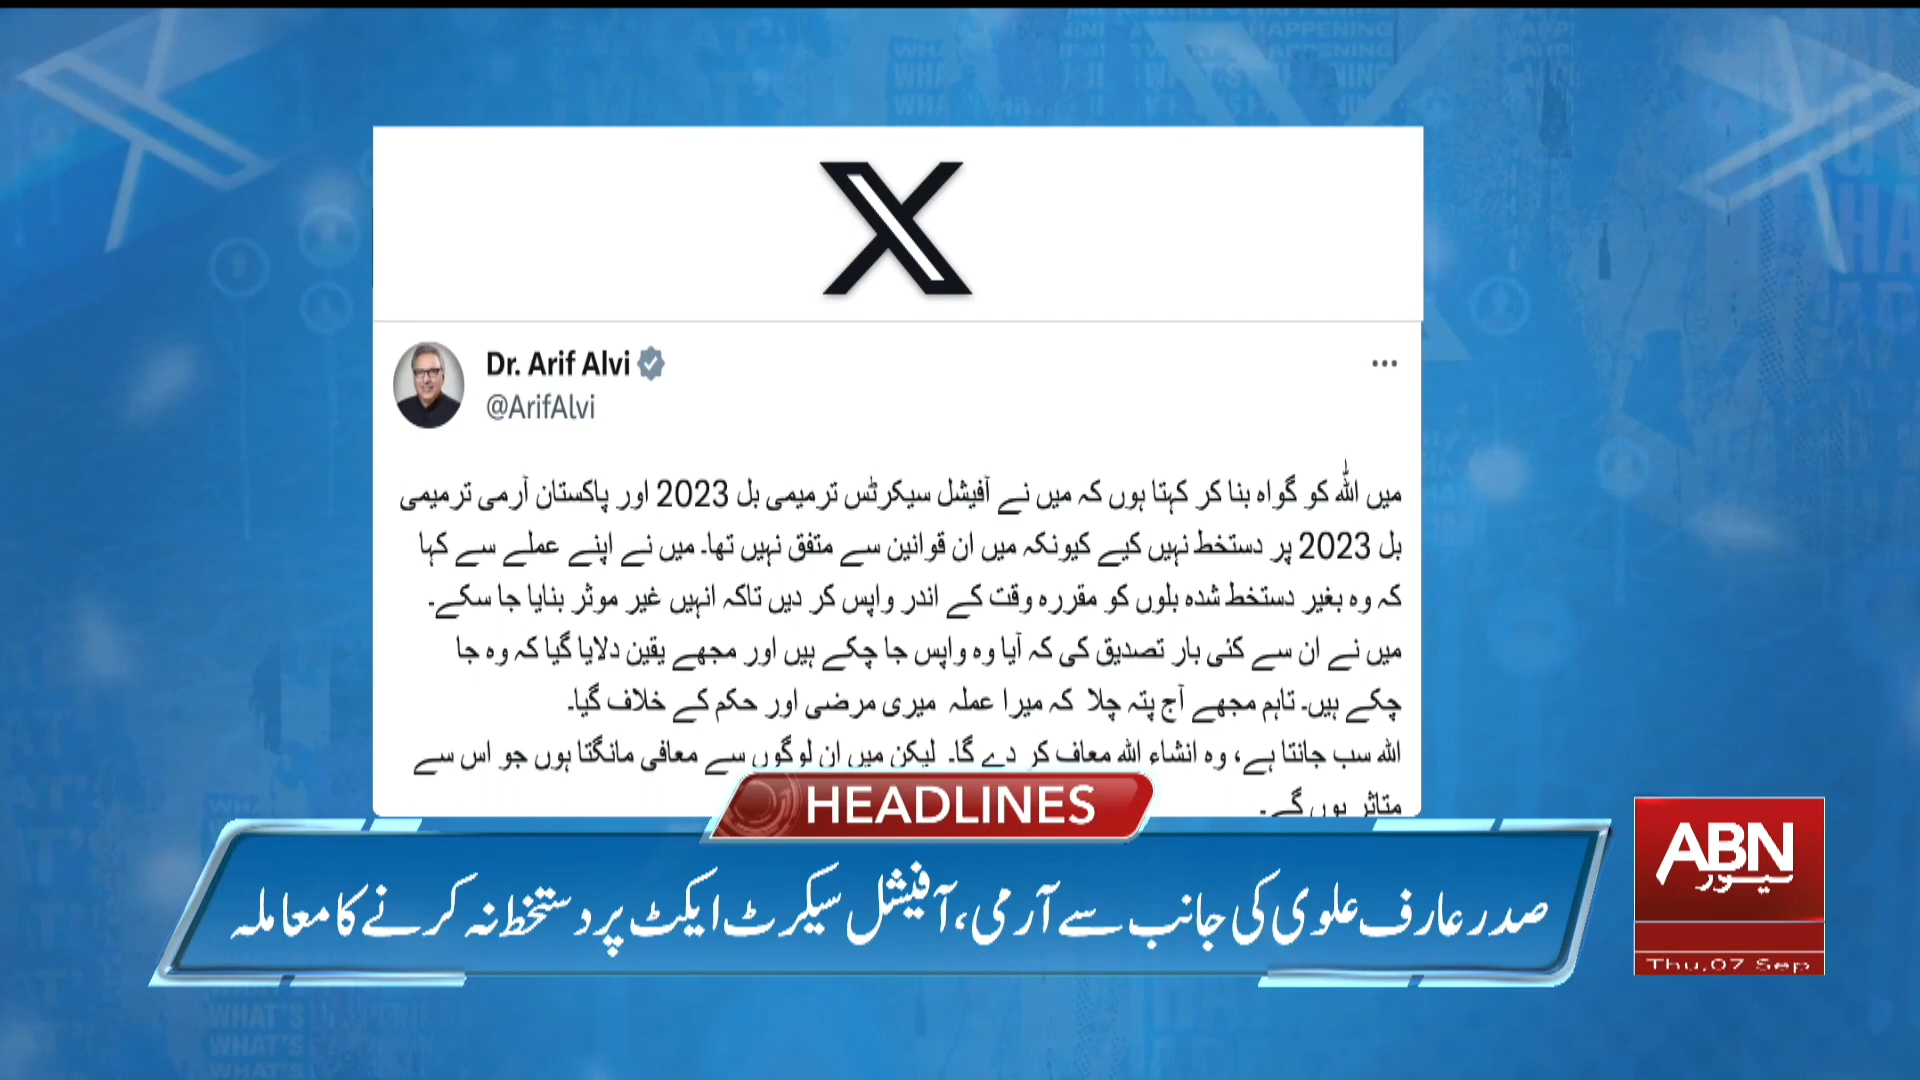 Dr. Arif Alvi
@ArifAlvi
میں اللّٰه کو گواہ بنا کر کہتا ہوں کہ میں نے آفیشل سیکرٹس ترمیمی بل 2023 اور پاکستان آرمی ترمیمی
بل 2023 پر دستخط نہیں کیے کیونکہ میں ان قوانین سے متفق نہیں تھا۔ میں نے اپنے عملے سے کہا
کہ وہ بغیر دستخط شدہ بلوں کو مقررہ وقت کے اندر واپس کر دیں تاکہ انہیں غیر موثر بنایا جا سکے۔
میں نے ان سے کئی بار تصدیق کی کہ آیا وہ واپس جا چکے ہیں اور مجھے یقین دلایا گیا کہ وہ جا
چکے ہیں۔ تاہم مجھے آج پتہ چلا کہ میرا عملہ میری مرضی اور حکم کے خلاف گیا۔
اللہ سب جانتا ہے، وہ انشاء اللہ معاف کر دے گا۔ لیکن میں ان لوگوں سے معافی مانگتا ہوں جو اس سے
متاثر ہوں گے۔
HEADLINES
صدر عارف علوی کی جانب سے آرمی، آفیشل سیکرٹ ایکٹ پر دستخط نہ کرنے کا معاملہ
ABN
نیوز
Thu,07 Sep